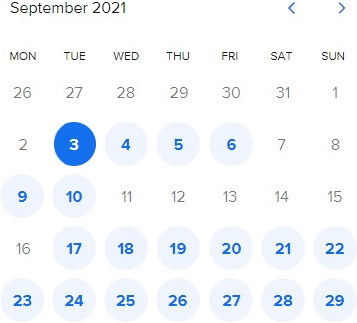 September 2021
MON TUE WED THU FRI SAT SUN
26 27 28 29 30 31 1
2 3 4 5 6 7 8
9 10 11 12 13 14 15
16 17 18 19 20 21 22
23 24 25 26 27 28 29